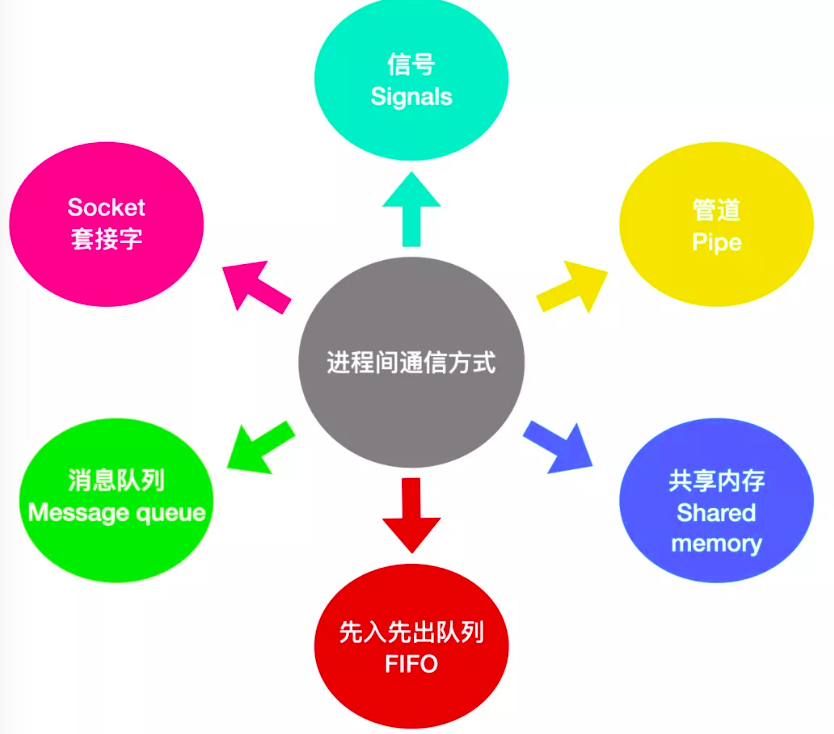 信号
Signals
Socket
套接字
管道
Pipe
进程间通信方式
消息队列
Message queue
共享内存
Shared
memory
先入先出队列
FIFO